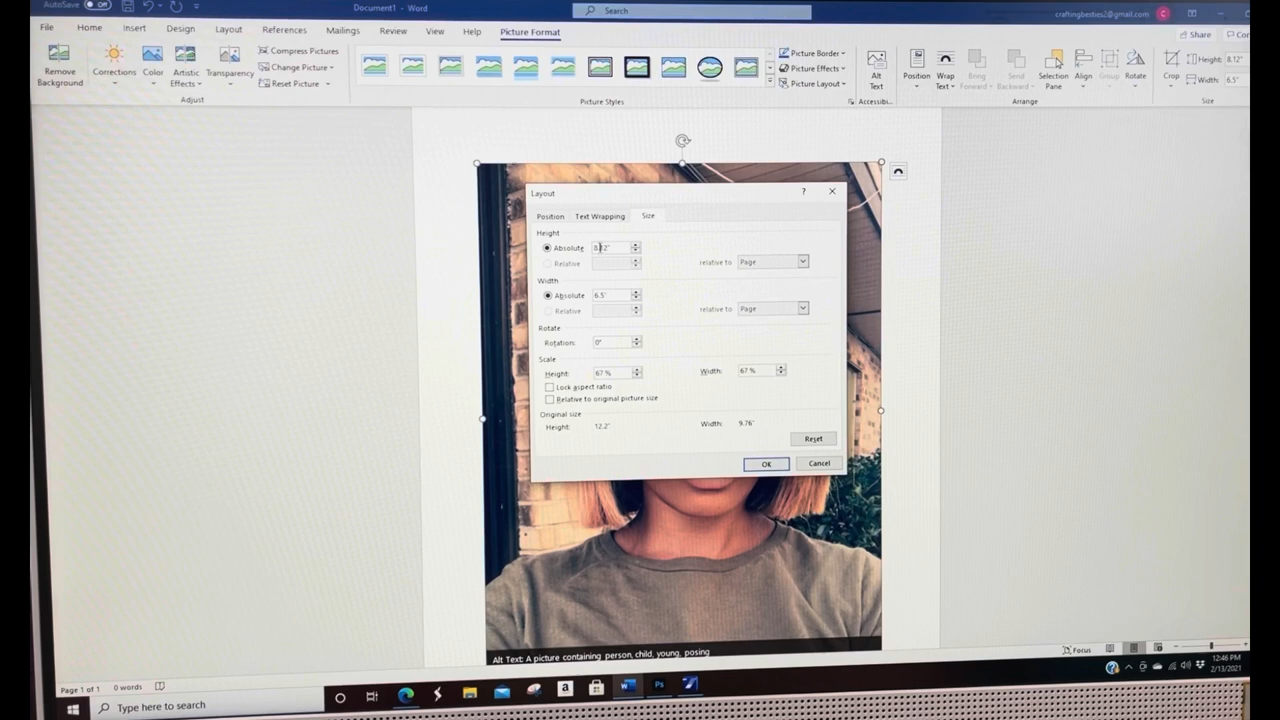 AutoSave Off
Document1 - Word
Search
craftingbesties2@gmail.com
C
File Home Insert Design Layout References Mailings Review View Help Picture Format
Share
Remove Background
Corrections
Color
Artistic Effects
Transparency
Compress Pictures
Change Picture
Reset Picture
Adjust
Picture Styles
Picture Border
Picture Effects
Picture Layout
Alt Text
Accessibi...
Position
Wrap Text
Bring Forward
Send Backward
Selection Pane
Align
Group
Rotate
Arrange
Crop
Height: 8.12"
Width: 6.5"
Size
Layout ?
Position Text Wrapping Size
Height
Absolute 8.12"
Relative relative to Page
Width
Absolute 6.5"
Relative relative to Page
Rotate
Rotation: 0°
Scale
Height: 67 % Width: 67 %
Lock aspect ratio
Relative to original picture size
Original size
Height: 12.2" Width: 9.76"
Reset
OK Cancel
Alt Text: A picture containing person, child, young, posing
Page 1 of 1 0 words
Focus
Type here to search
a
Ps
12:46 PM
2/13/2021